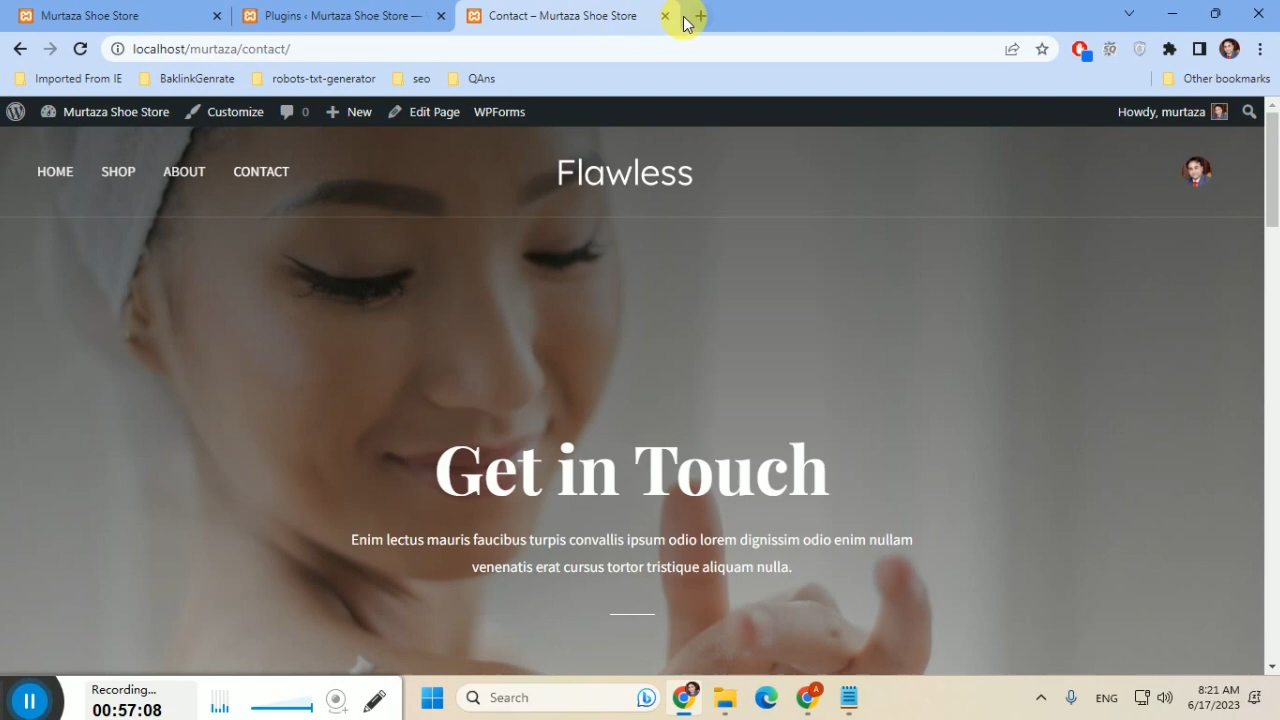 Murtaza Shoe Store
Plugins ‹ Murtaza Shoe Store —
Contact – Murtaza Shoe Store
localhost/murtaza/contact/
Imported From IE
BaklinkGenrate
robots-txt-generator
seo
QAns
Other bookmarks
Murtaza Shoe Store
Customize
0
New
Edit Page
WPForms
Howdy, murtaza
HOME
SHOP
ABOUT
CONTACT
Flawless
Get in Touch
Enim lectus mauris faucibus turpis convallis ipsum odio lorem dignissim odio enim nullam
venenatis erat cursus tortor tristique aliquam nulla.
Recording...
00:57:08
Search
ENG
8:21 AM
6/17/2023